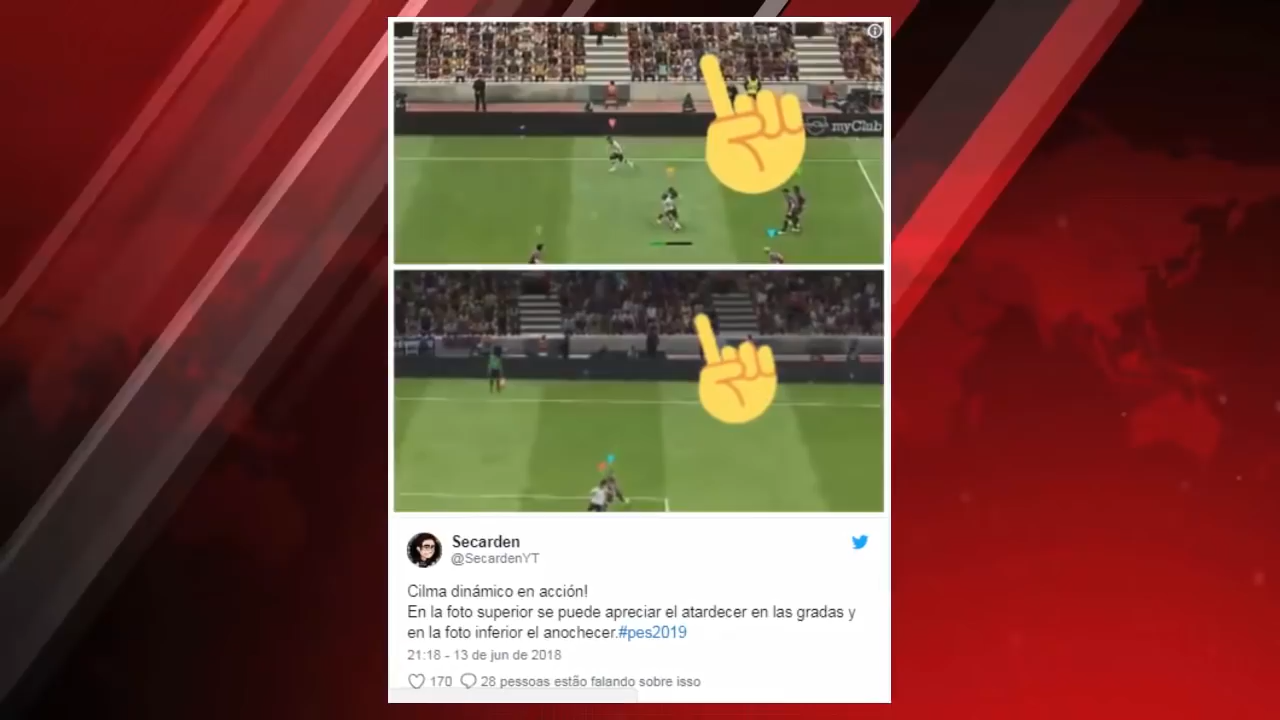 myClub
Secarden
@SecardenYT
Cilma dinámico en acción!
En la foto superior se puede apreciar el atardecer en las gradas y
en la foto inferior el anochecer.#pes2019
21:18 - 13 de jun de 2018
170 28 pessoas estão falando sobre isso